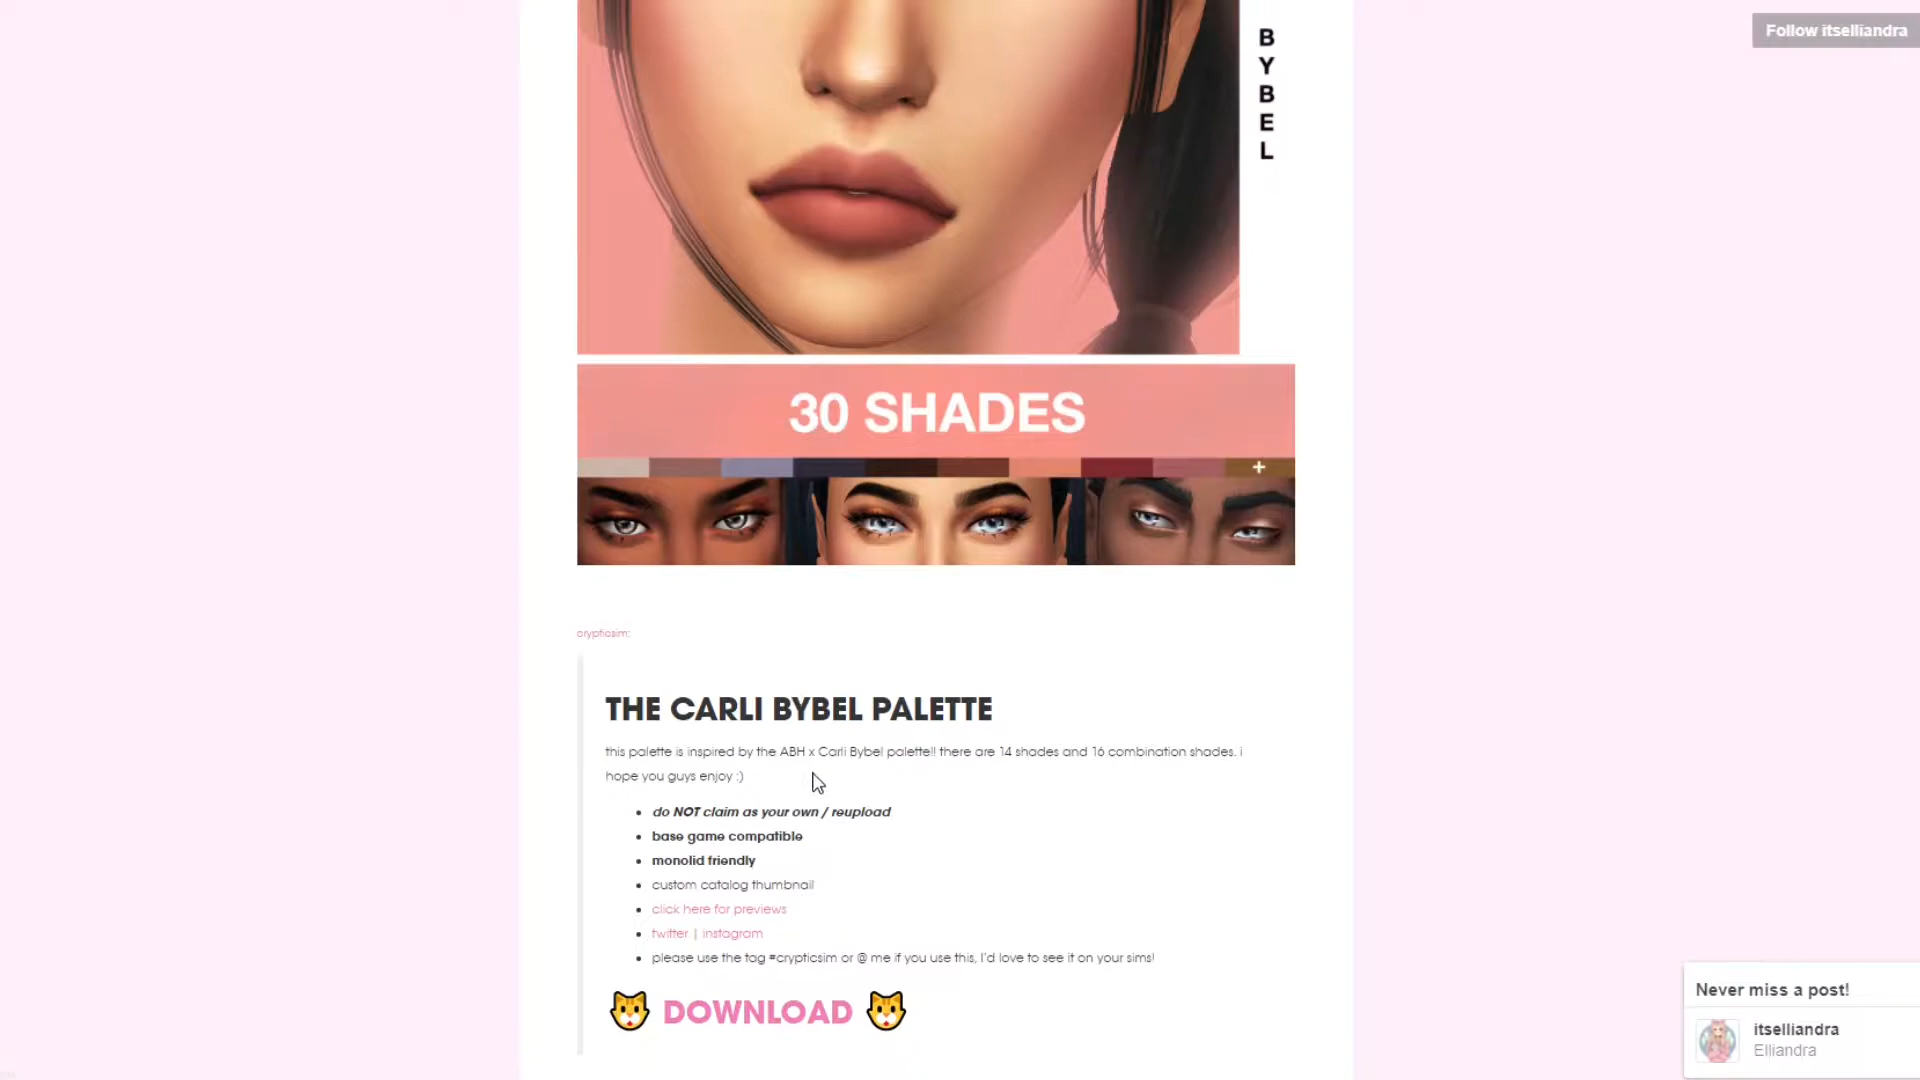 Follow itselliandra
B
Y
B
E
L
30 SHADES
+
crypticsim:
THE CARLI BYBEL PALETTE
this palette is inspired by the ABH x Carli Bybel palette!! there are 14 shades and 16 combination shades. i
hope you guys enjoy :)
• do NOT claim as your own / reupload
• base game compatible
• monolid friendly
• custom catalog thumbnail
• click here for previews
• twitter | instagram
• please use the tag #crypticsim or @ me if you use this, I'd love to see it on your sims!
🐯 DOWNLOAD 🐯
Never miss a post!
itselliandra
Elliandra